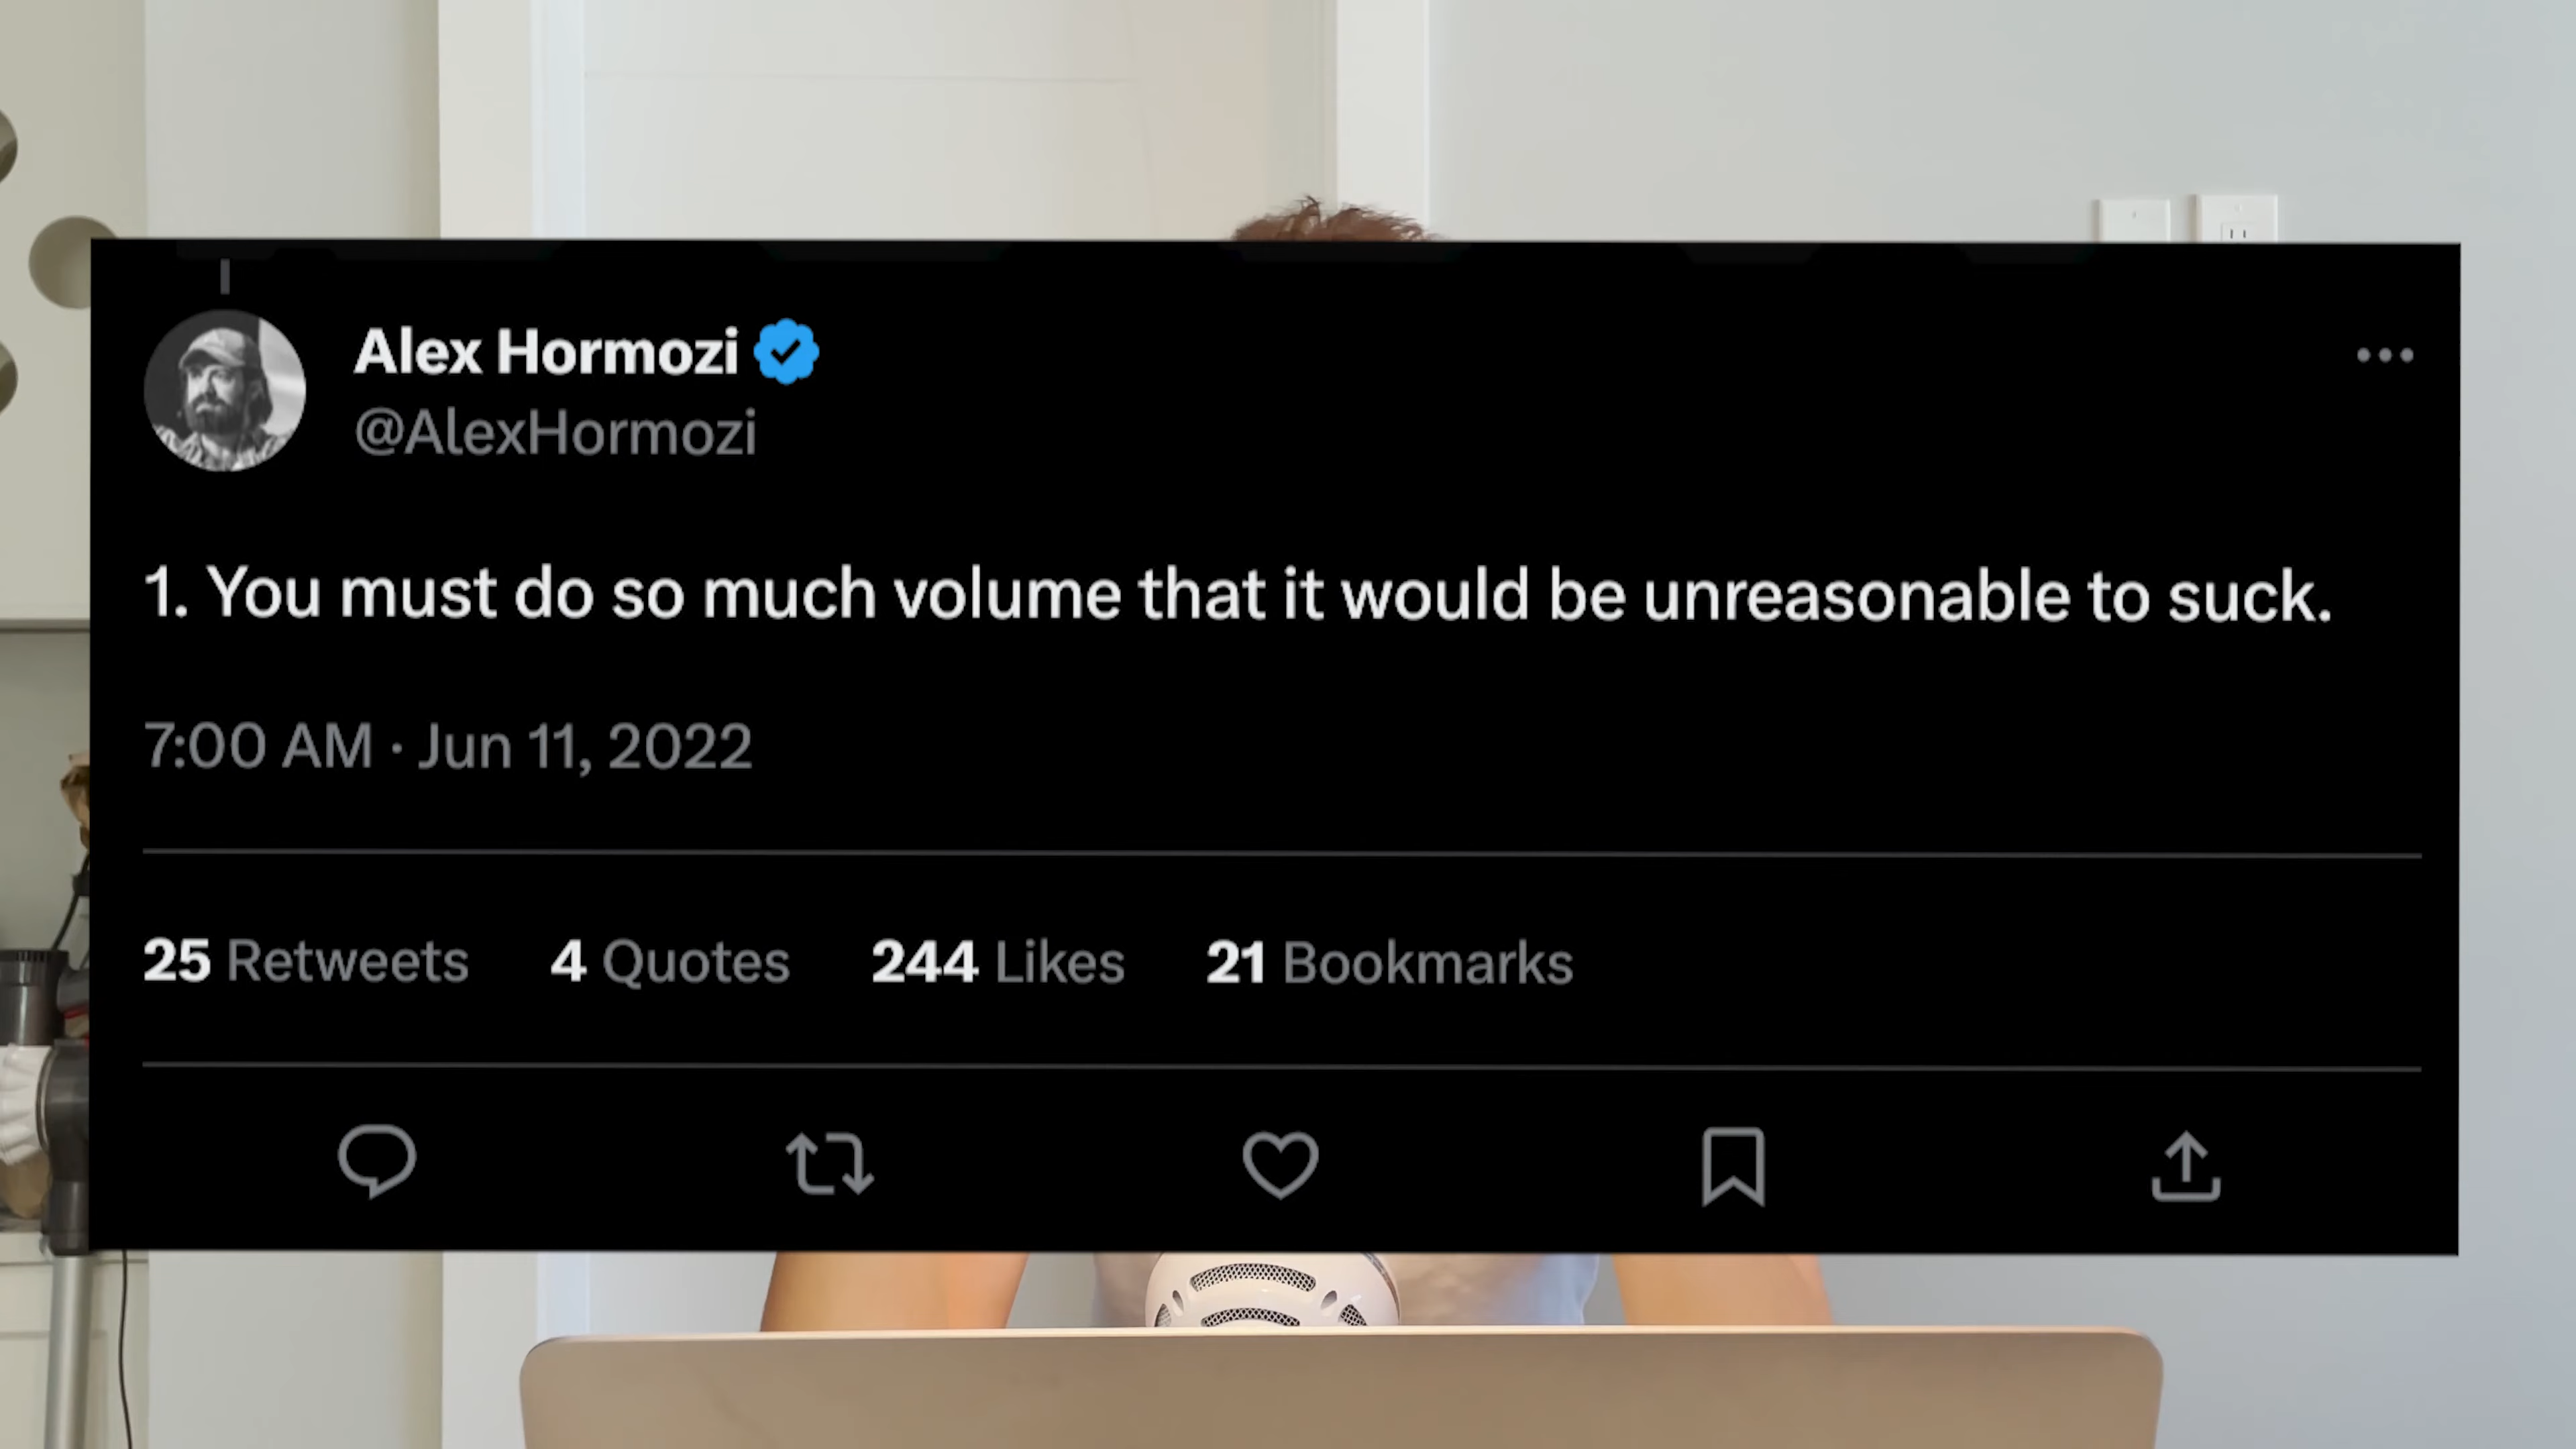 Alex Hormozi
@AlexHormozi
1. You must do so much volume that it would be unreasonable to suck.
7:00 AM · Jun 11, 2022
25 Retweets 4 Quotes 244 Likes 21 Bookmarks